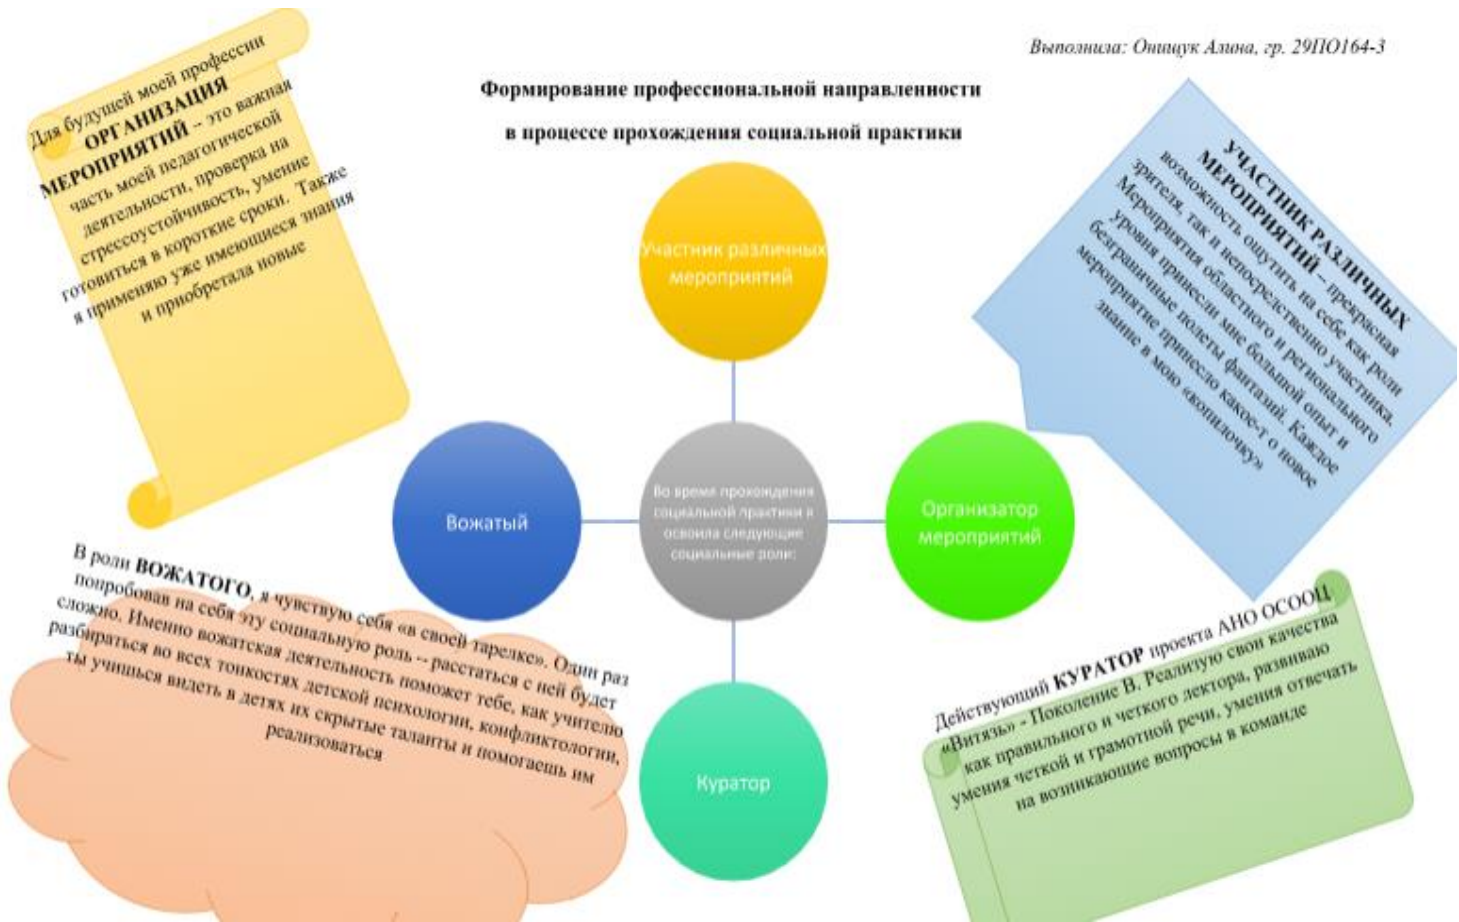 Выполнила: Онищук Алина, гр. 29ПО164-3
Формирование профессиональной направленности
в процессе прохождения социальной практики
Для будущей моей профессии
ОРГАНИЗАЦИЯ
МЕРОПРИЯТИЙ – это важная
часть моей педагогической
деятельности, проверка на
стрессоустойчивость, умение
готовиться в короткие сроки. Также
я применяю уже имеющиеся знания
и приобретала новые
УЧАСТНИК РАЗЛИЧНЫХ
МЕРОПРИЯТИЙ – прекрасная
возможность ощутить на себе как роли
зрителя, так и непосредственно участника.
Мероприятия областного и регионального
уровня принесли мне большой опыт и
безграничные полеты фантазий. Каждое
мероприятие принесло какое-т о новое
знание в мою «копилочку»
Участник различных
мероприятий
Вожатый
Во время прохождения
социальной практики я
освоила следующие
социальные роли:
Организатор
мероприятий
Куратор
В роли ВОЖАТОГО, я чувствую себя «в своей тарелке». Один раз
попробовав на себя эту социальную роль – расстаться с ней будет
сложно. Именно вожатская деятельность поможет тебе, как учителю
разбираться во всех тонкостях детской психологии, конфликтологии,
ты учишься видеть в детях их скрытые таланты и помогаешь им
реализоваться
Действующий КУРАТОР проекта АНО ОСООЦ
«Витязь» - Поколение В. Реализую свои качества
как правильного и четкого лектора, развиваю
умения четкой и грамотной речи, умения отвечать
на возникающие вопросы в команде